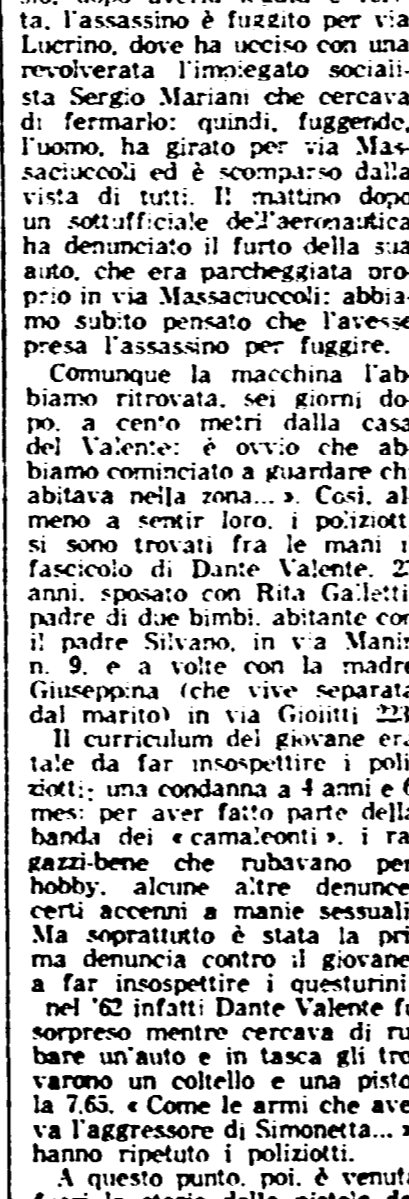 ta, l'assassino è fuggito per via
Lucrino, dove ha ucciso con una
revolverata l'impiegato sociali-
sta Sergio Mariani che cercava
di fermarlo: quindi, fuggendo,
l'uomo, ha girato per via Mas-
saciuccoli ed è scomparso dalla
vista di tutti. Il mattino dopo
un sottufficiale dell'aeronautica
ha denunciato il furto della sua
auto, che era parcheggiata pro-
prio in via Massaciuccoli: abbia-
mo subito pensato che l'avesse
presa l'assassino per fuggire.
Comunque la macchina l'ab-
biamo ritrovata, sei giorni do-
po, a cento metri dalla casa
del Valente: è ovvio che ab-
biamo cominciato a guardare chi
abitava nella zona... ». Così, al-
meno a sentir loro, i poliziotti
si sono trovati fra le mani il
fascicolo di Dante Valente,
anni, sposato con Rita Galletti
padre di due bimbi, abitante con
il padre Silvano, in via Manin
n. 9, e a volte con la madre
Giuseppina (che vive separata
dal marito) in via Giolitti 223
Il curriculum del giovane era
tale da far insospettire i poli
ziotti: una condanna a 4 anni e 6
mesi per aver fatto parte della
banda dei « camaleonti », i ra
gazzi-bene che rubavano per
hobby, alcune altre denunce
certi accenni a manie sessuali
Ma soprattutto è stata la pri
ma denuncia contro il giovane
a far insospettire i questurini
nel '62 infatti Dante Valente fu
sorpreso mentre cercava di ru
bare un'auto e in tasca gli tro
varono un coltello e una pisto
la 7,65. « Come le armi che ave
va l'aggressore di Simonetta... »
hanno ripetuto i poliziotti.
A questo punto, poi, è venuta
fuori la storia della pistola